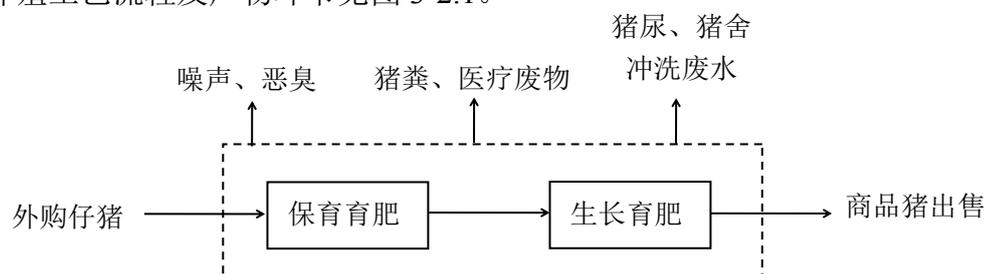 猪尿、猪舍
冲洗废水
噪声、恶臭
猪粪、医疗废物
外购仔猪
保育育肥
生长育肥
商品猪出售